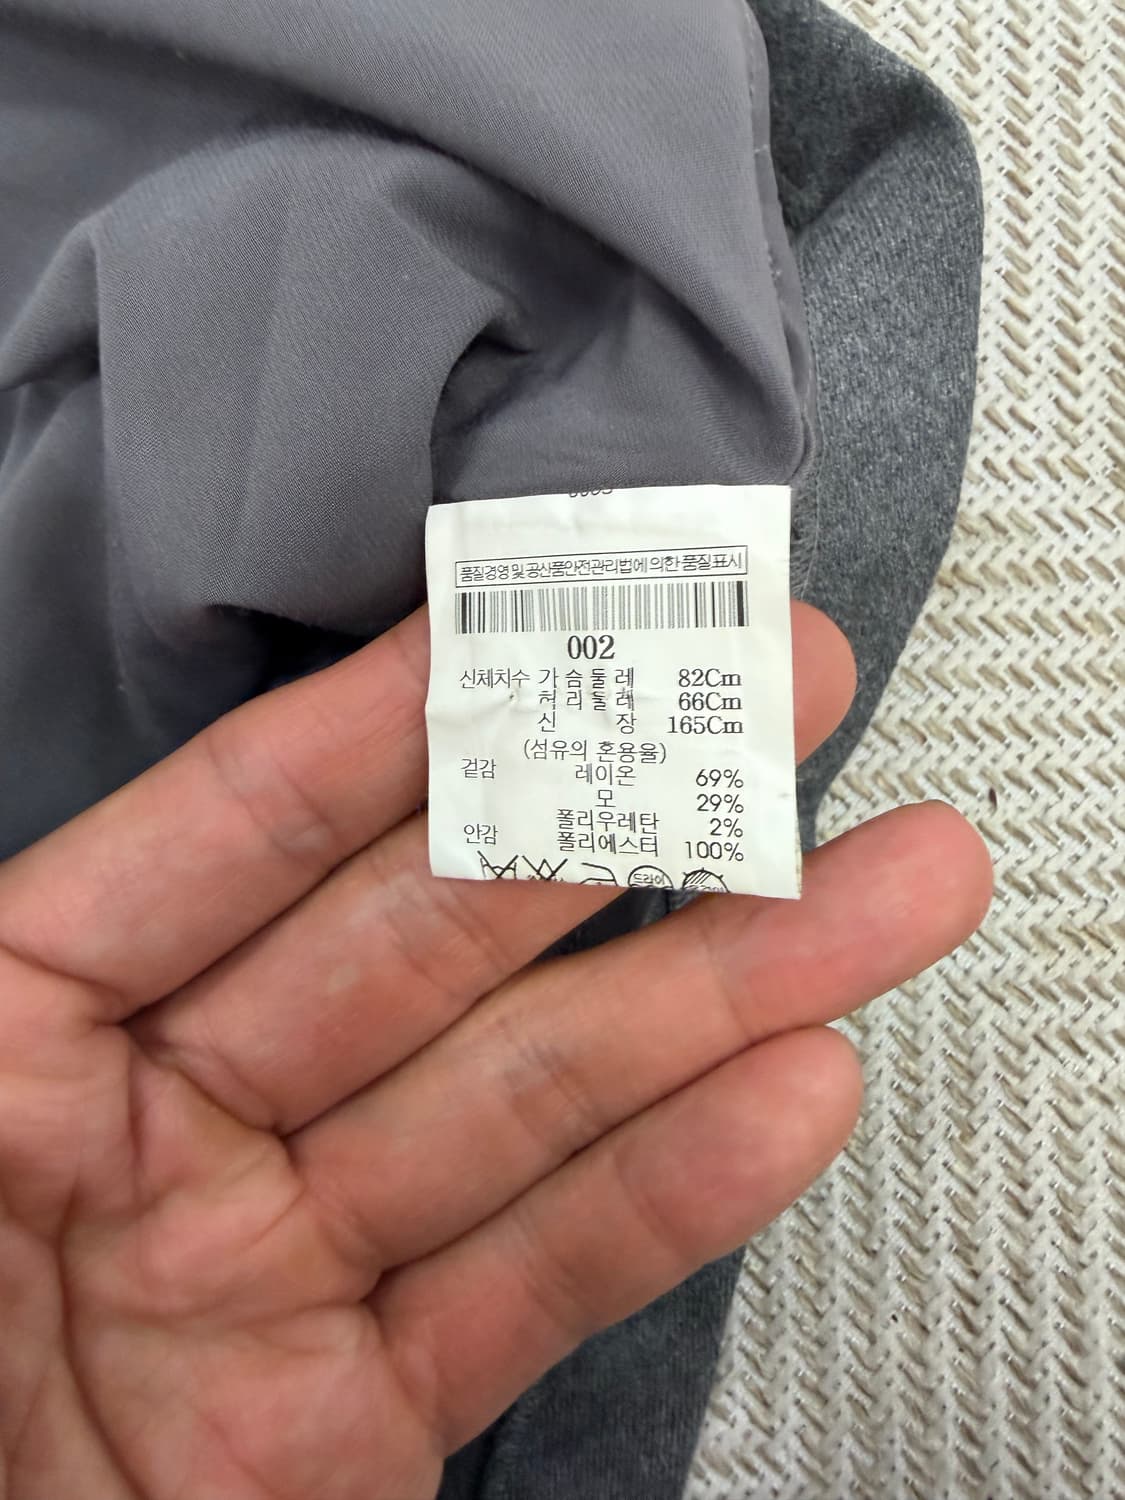 품질경영 및 공산품안전관리법에 의한 품질표시
002
신체치수 가슴둘레 82Cm
허리둘레 66Cm
신 장 165Cm
(섬유의 혼용율)
겉감 레이온 69%
모 29%
폴리우레탄 2%
안감 폴리에스터 100%
드라이